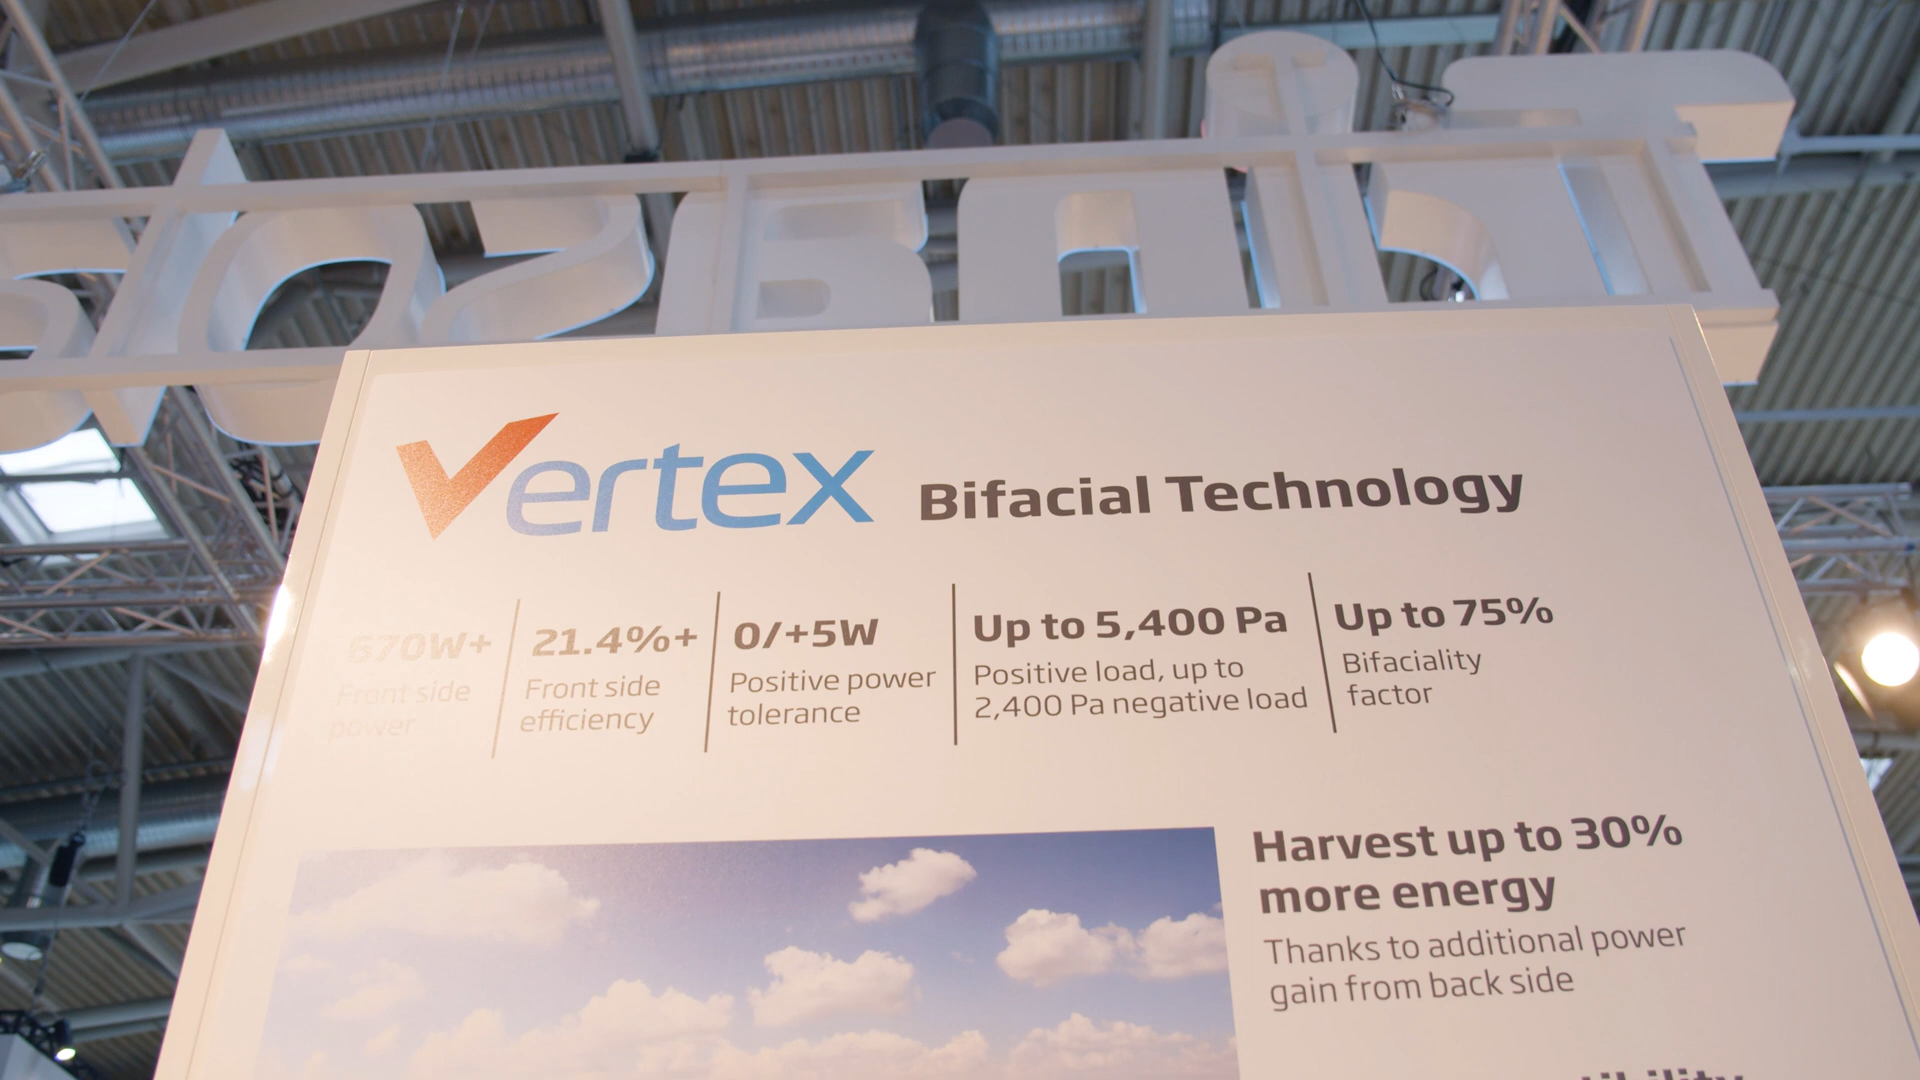 Trinasolar
Vertex Bifacial Technology
670W+
Front side
power
21.4%+
Front side
efficiency
0/+5W
Positive power
tolerance
Up to 5,400 Pa
Positive load, up to
2,400 Pa negative load
Up to 75%
Bifaciality
factor
Harvest up to 30%
more energy
Thanks to additional power
gain from back side